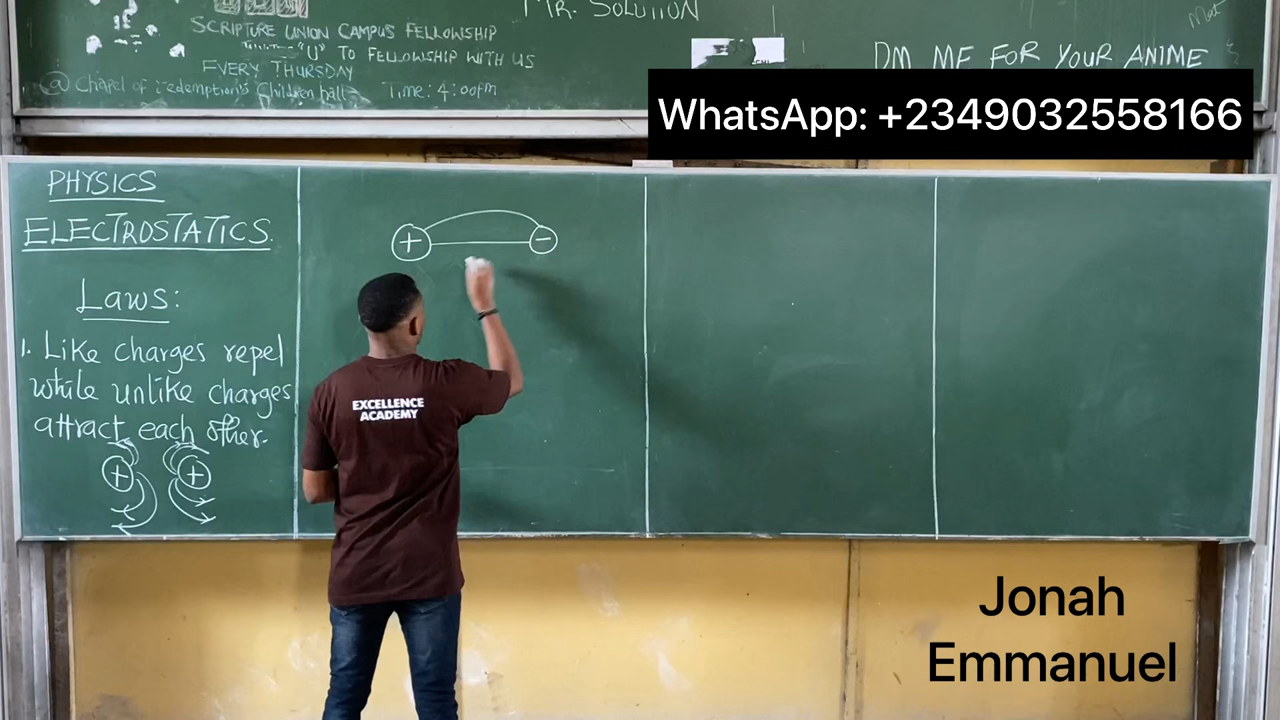 MR. SOLUTION
SCRIPTURE UNION CAMPUS FELLOWSHIP
"U" TO FELLOWSHIP WITH US
EVERY THURSDAY
@ Chapel of Redemption's Children hall Time: 4:00pm
DM ME FOR YOUR ANIME
WhatsApp: +2349032558166
PHYSICS
ELECTROSTATICS
Laws:
1. Like charges repel
while unlike charges
attract each other.
+ +
+ -
EXCELLENCE
ACADEMY
Jonah
Emmanuel